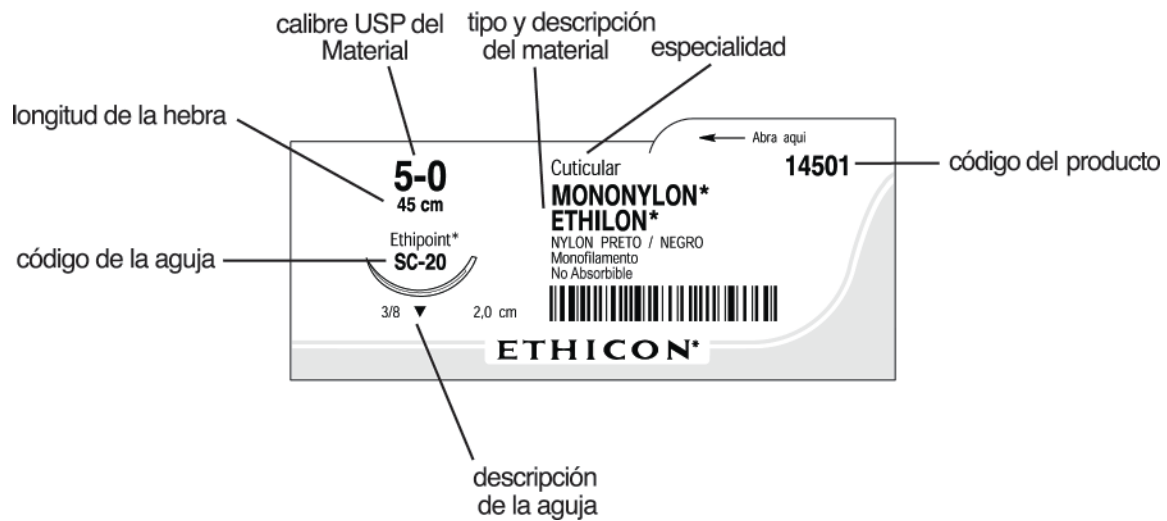 calibre USP del
Material
tipo y descripción
del material
especialidad
longitud de la hebra
Abra aqui
5-0
45 cm
Cuticular
14501
código del producto
MONONYLON*
ETHILON*
Ethipoint*
NYLON PRETO / NEGRO
código de la aguja
SC-20
Monofilamento
No Absorbible
3/8 ▼ 2,0 cm
ETHICON*
descripción
de la aguja